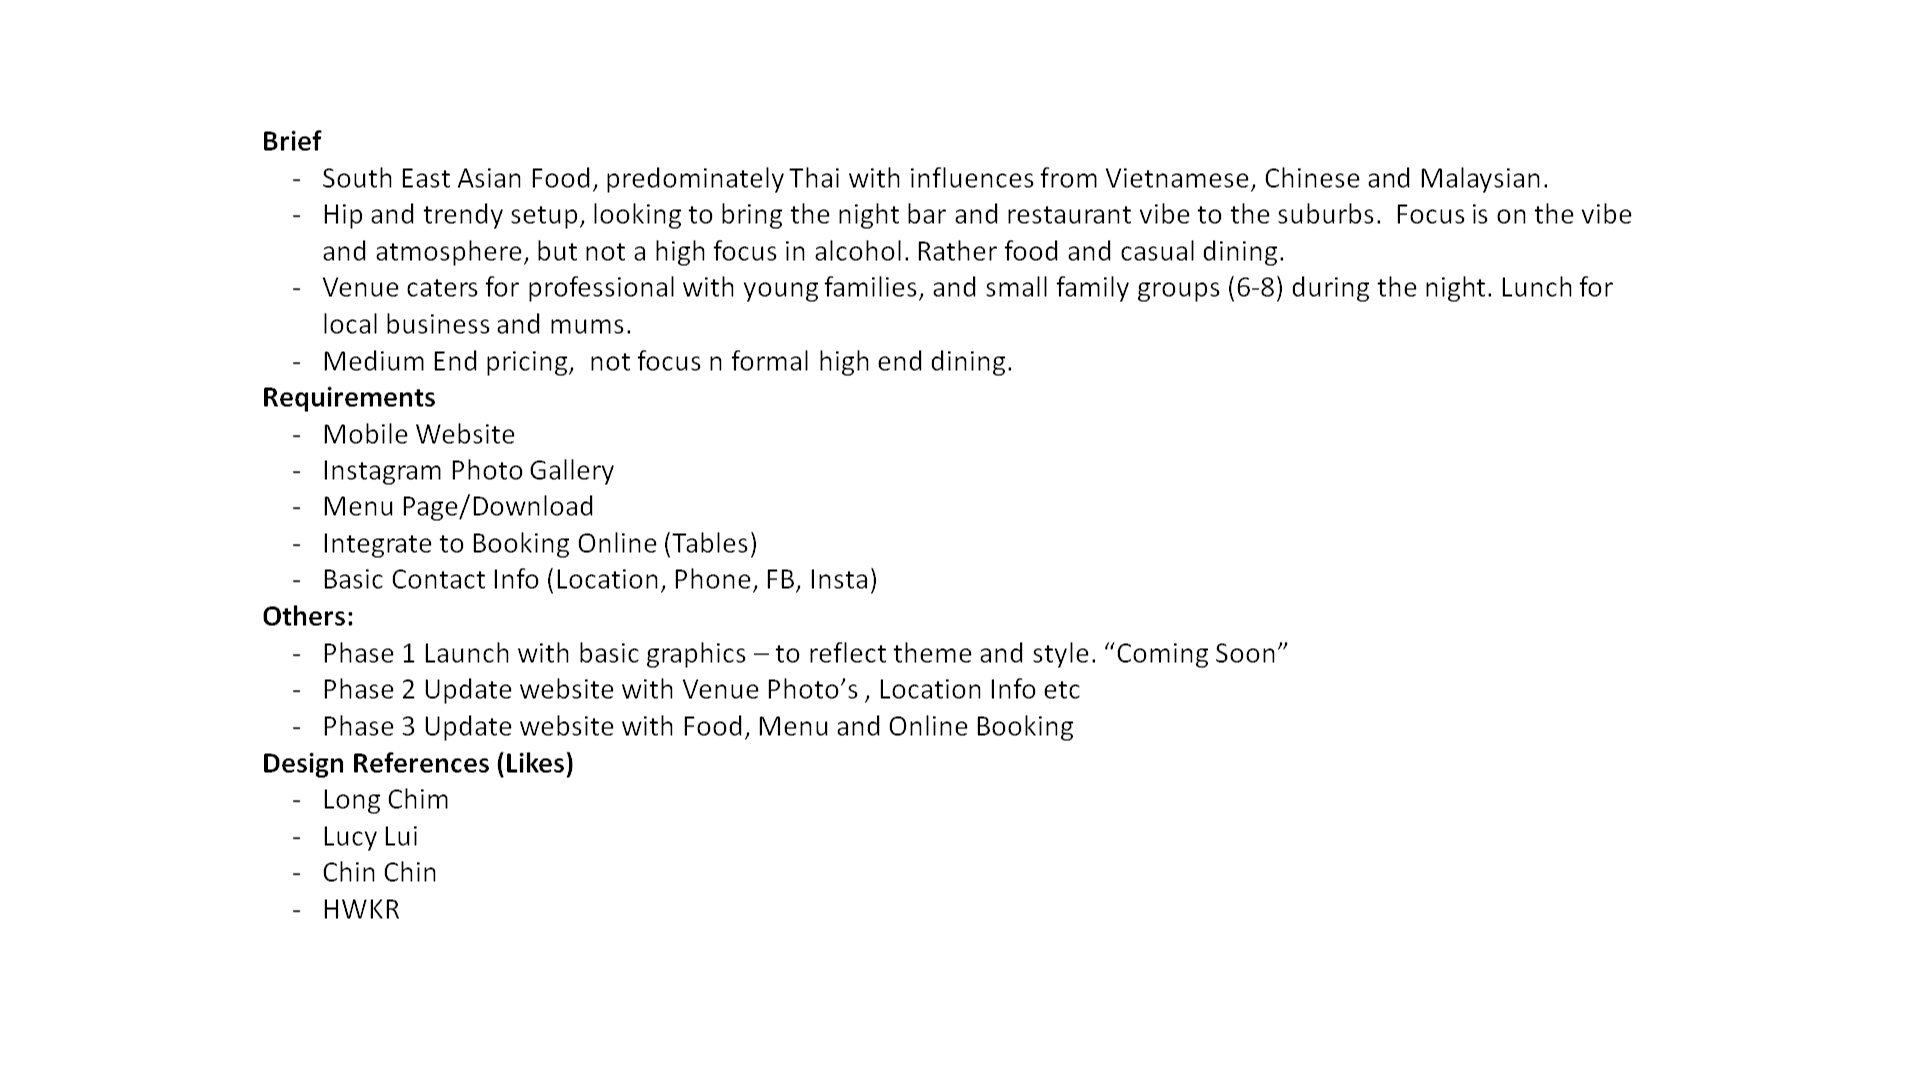 Brief
- South East Asian Food, predominately Thai with influences from Vietnamese, Chinese and Malaysian.
- Hip and trendy setup, looking to bring the night bar and restaurant vibe to the suburbs.  Focus is on the vibe
and atmosphere, but not a high focus in alcohol. Rather food and casual dining.
- Venue caters for professional with young families, and small family groups (6-8) during the night. Lunch for
local business and mums.
- Medium End pricing,  not focus n formal high end dining.
Requirements
- Mobile Website
- Instagram Photo Gallery
- Menu Page/Download
- Integrate to Booking Online (Tables)
- Basic Contact Info (Location, Phone, FB, Insta)
Others:
- Phase 1 Launch with basic graphics – to reflect theme and style. “Coming Soon”
- Phase 2 Update website with Venue Photo’s , Location Info etc
- Phase 3 Update website with Food, Menu and Online Booking
Design References (Likes)
- Long Chim
- Lucy Lui
- Chin Chin
- HWKR